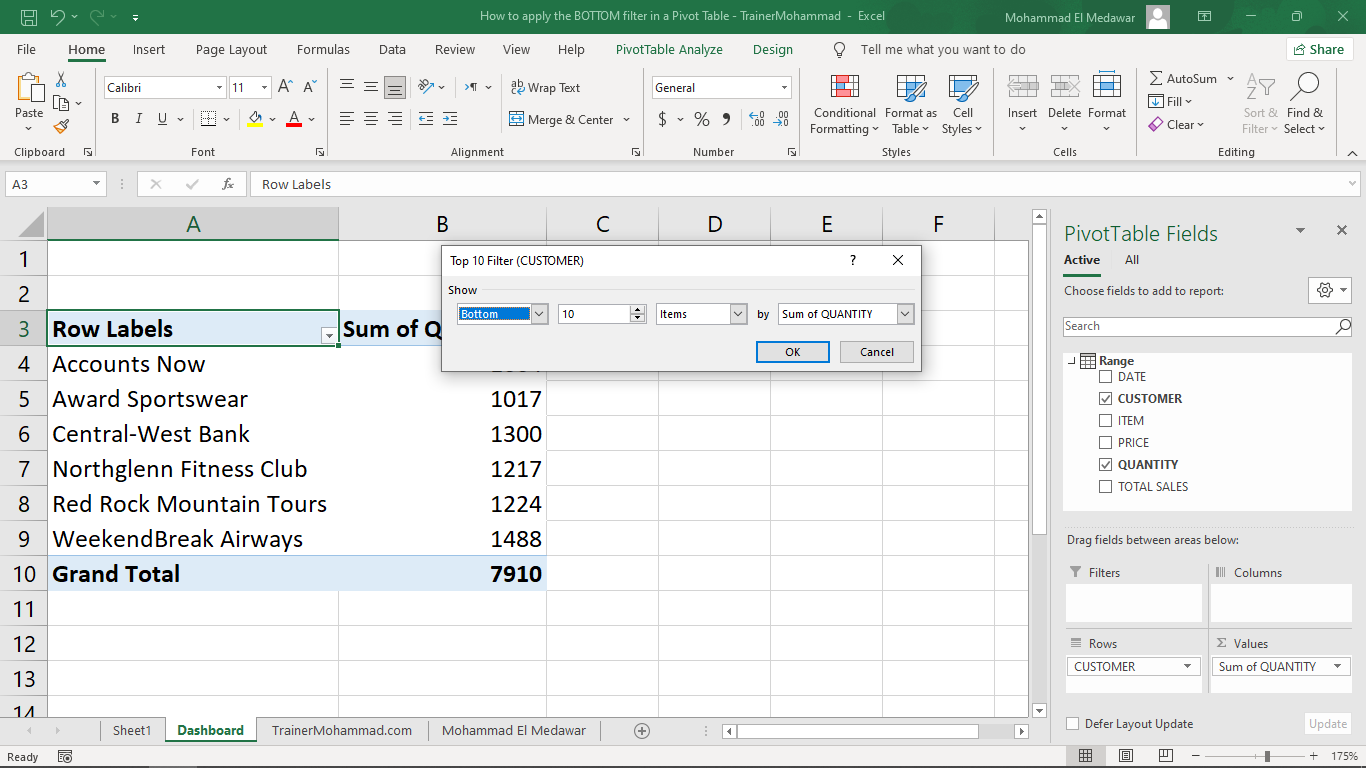 How to apply the BOTTOM filter in a Pivot Table - TrainerMohammad - Excel
Mohammad El Medawar
File Home Insert Page Layout Formulas Data Review View Help PivotTable Analyze Design Tell me what you want to do Share
Paste
Calibri 11 A A
B I U A
ab Wrap Text
Merge & Center
General
$ % 9 .00 .00
Conditional Formatting
Format as Table
Cell Styles
Insert Delete Format
AutoSum
Fill
Clear
Sort & Filter
Find & Select
Clipboard Font Alignment Number Styles Cells Editing
A3 fx Row Labels
A B C D E F
1
2
3 Row Labels Sum of Q
4 Accounts Now
5 Award Sportswear 1017
6 Central-West Bank 1300
7 Northglenn Fitness Club 1217
8 Red Rock Mountain Tours 1224
9 WeekendBreak Airways 1488
10 Grand Total 7910
11
12
13
14
Top 10 Filter (CUSTOMER) ?
Show
Bottom 10 Items by Sum of QUANTITY
OK Cancel
PivotTable Fields
Active All
Choose fields to add to report:
Search
Range
DATE
CUSTOMER
ITEM
PRICE
QUANTITY
TOTAL SALES
Drag fields between areas below:
Filters Columns
Rows Σ Values
CUSTOMER Sum of QUANTITY
Defer Layout Update Update
Sheet1 Dashboard TrainerMohammad.com Mohammad El Medawar
Ready 175%